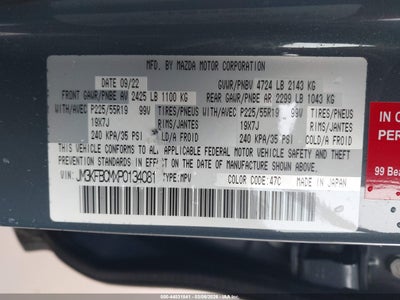 MFD. BY MAZDA MOTOR CORPORATION
DATE 09/22 GVWR/PNBV 4724 LB 2143 KG
FRONT GAWR/PNBE AV 2425 LB 1100 KG REAR GAWR/PNBE AR 2299 LB 1043 KG
WITH/AVEC P225/55R19 99V TIRES/PNEUS WITH/AVEC P225/55R19 99V TIRES/PNEUS
19X7J RIMS/JANTES 19X7J RIMS/JANTES
240 KPA/35 PSI COLD/A FROID 240 KPA/35 PSI COLD/A FROID
THIS VEHICLE CONFORMS TO ALL APPLICABLE FEDERAL MOTOR VEHICLE SAFETY AND
THEFT PREVENTION STANDARDS IN EFFECT ON THE DATE OF MANUFACTURE SHOWN ABOVE.
VIN: TYPE:MPV COLOR CODE:47C MADE IN JAPAN
IN C
PERS
99 Bea